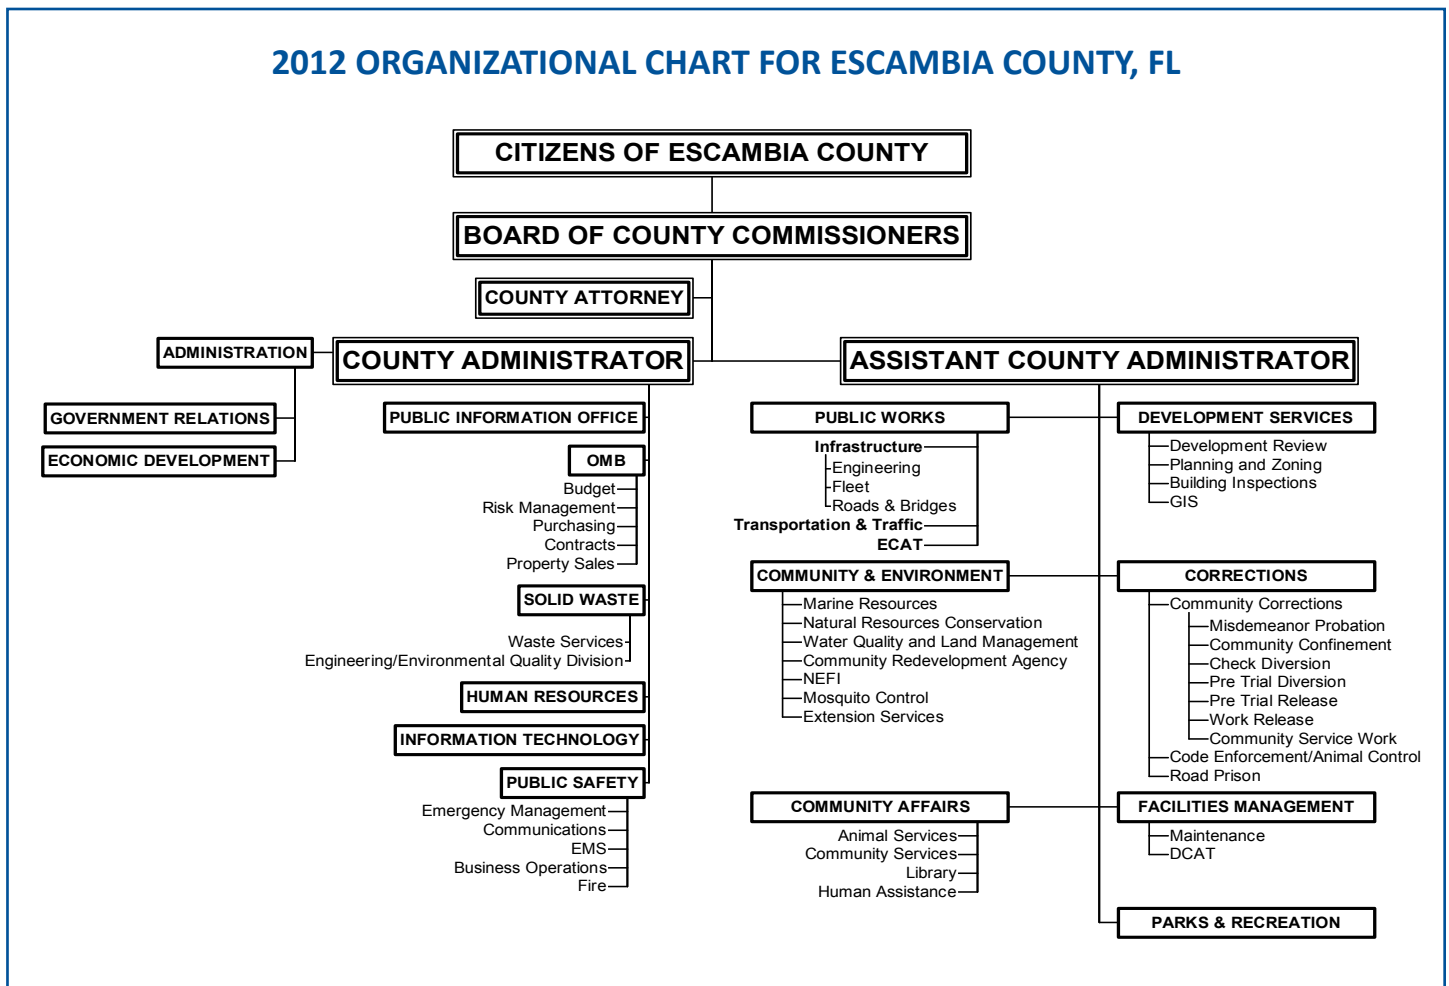 2012 ORGANIZATIONAL CHART FOR ESCAMBIA COUNTY, FL
CITIZENS OF ESCAMBIA COUNTY
BOARD OF COUNTY COMMISSIONERS
COUNTY ATTORNEY
ADMINISTRATION
COUNTY ADMINISTRATOR
ASSISTANT COUNTY ADMINISTRATOR
GOVERNMENT RELATIONS
ECONOMIC DEVELOPMENT
PUBLIC INFORMATION OFFICE
OMB
Budget
Risk Management
Purchasing
Contracts
Property Sales
SOLID WASTE
Waste Services
Engineering/Environmental Quality Division
HUMAN RESOURCES
INFORMATION TECHNOLOGY
PUBLIC SAFETY
Emergency Management
Communications
EMS
Business Operations
Fire
PUBLIC WORKS
Infrastructure
Engineering
Fleet
Roads & Bridges
Transportation & Traffic
ECAT
COMMUNITY & ENVIRONMENT
Marine Resources
Natural Resources Conservation
Water Quality and Land Management
Community Redevelopment Agency
NEFI
Mosquito Control
Extension Services
COMMUNITY AFFAIRS
Animal Services
Community Services
Library
Human Assistance
DEVELOPMENT SERVICES
Development Review
Planning and Zoning
Building Inspections
GIS
CORRECTIONS
Community Corrections
Misdemeanor Probation
Community Confinement
Check Diversion
Pre Trial Diversion
Pre Trial Release
Work Release
Community Service Work
Code Enforcement/Animal Control
Road Prison
FACILITIES MANAGEMENT
Maintenance
DCAT
PARKS & RECREATION